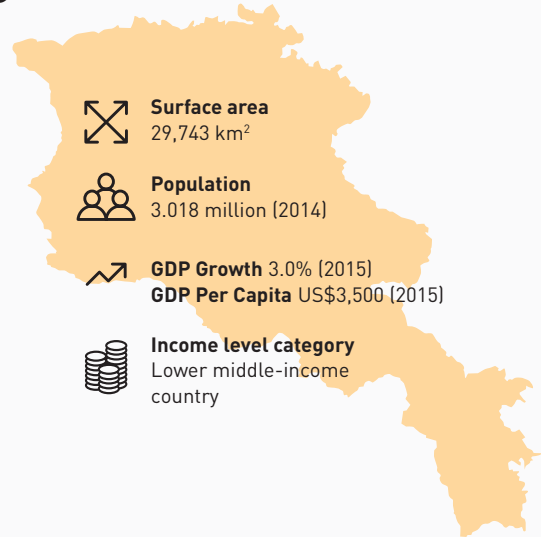 Surface area
29,743 km²
Population
3.018 million (2014)
GDP Growth 3.0% (2015)
GDP Per Capita US$3,500 (2015)
Income level category
Lower middle-income
country